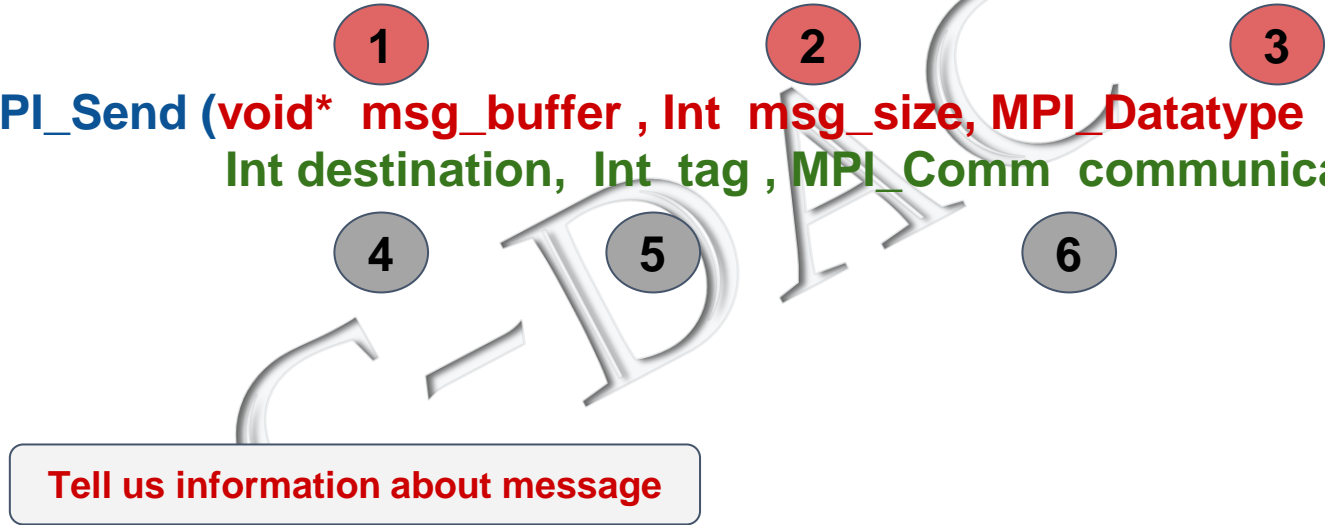 1 2 3
PI_Send (void* msg_buffer , Int msg_size, MPI_Datatype
Int destination, Int tag , MPI_Comm communica
4 5 6
C-DAC
Tell us information about message